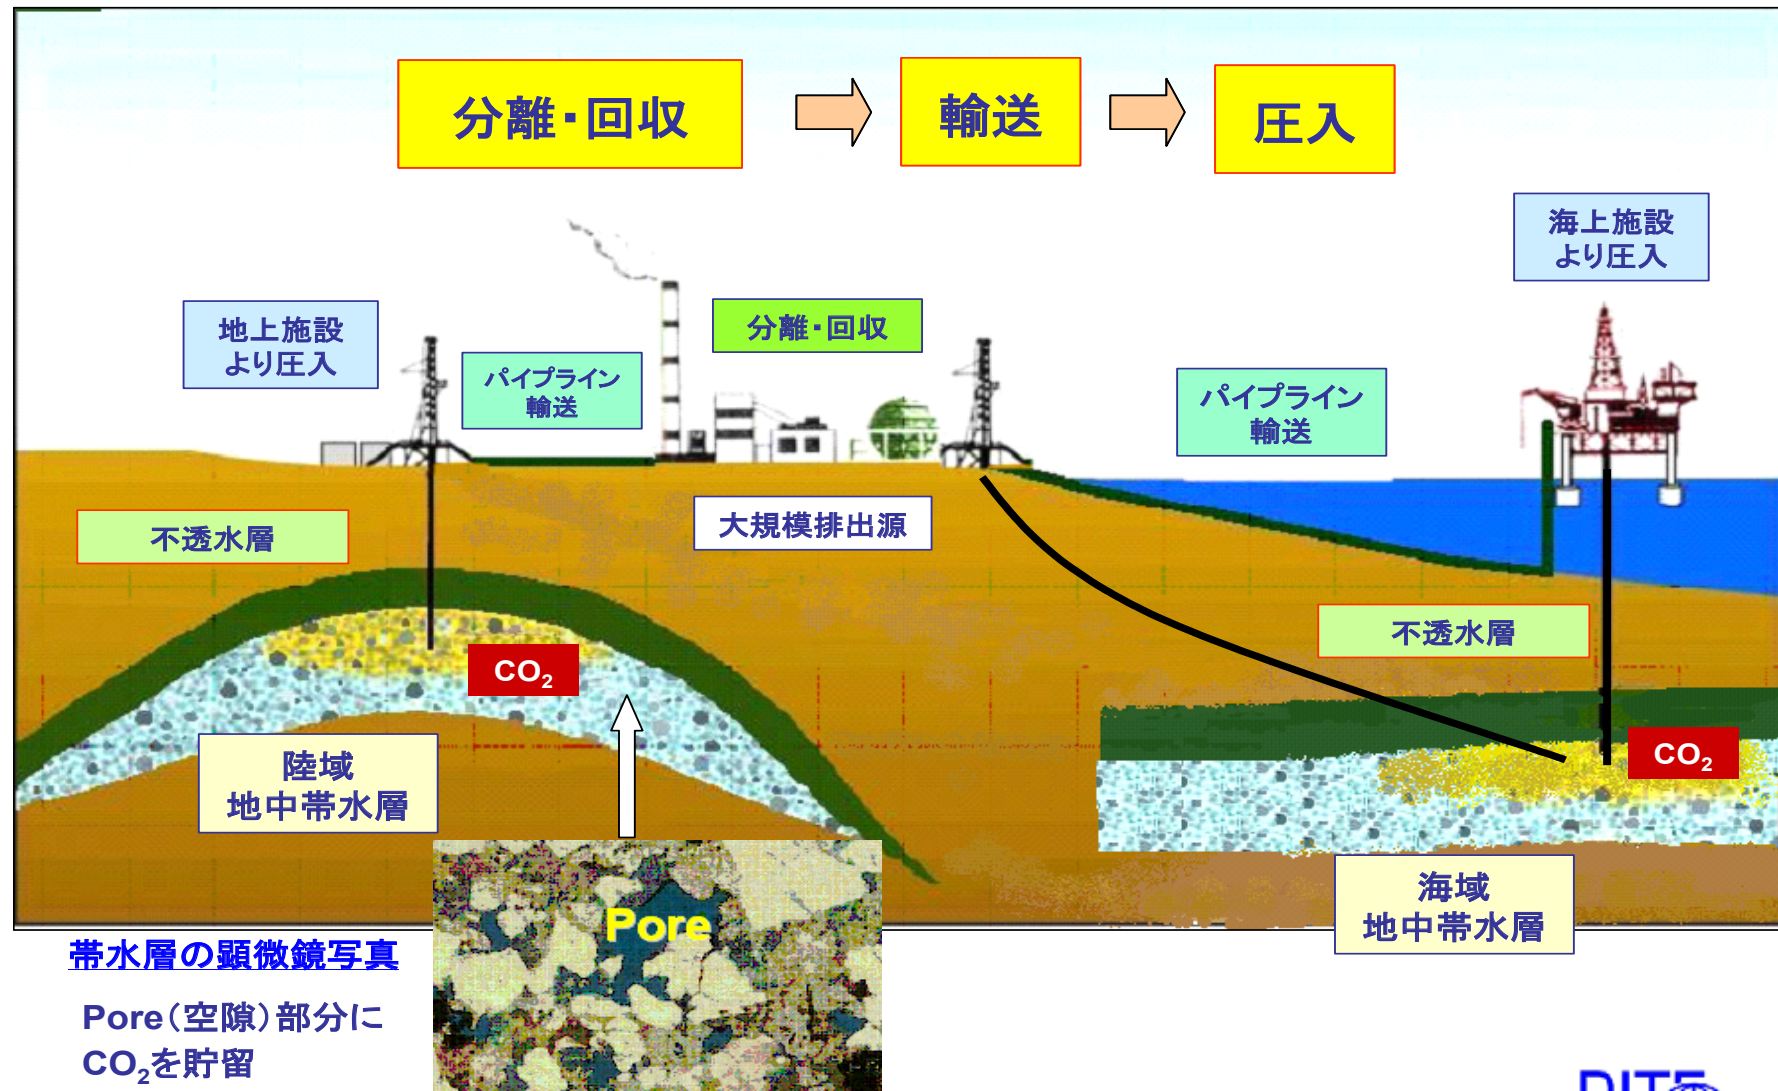 分離・回収
輸送
圧入
海上施設
より圧入
地上施設
より圧入
分離・回収
パイプライン
輸送
パイプライン
輸送
大規模排出源
不透水層
不透水層
CO₂
CO₂
陸域
地中帯水層
海域
地中帯水層
Pore
帯水層の顕微鏡写真
Pore(空隙)部分に
CO₂を貯留